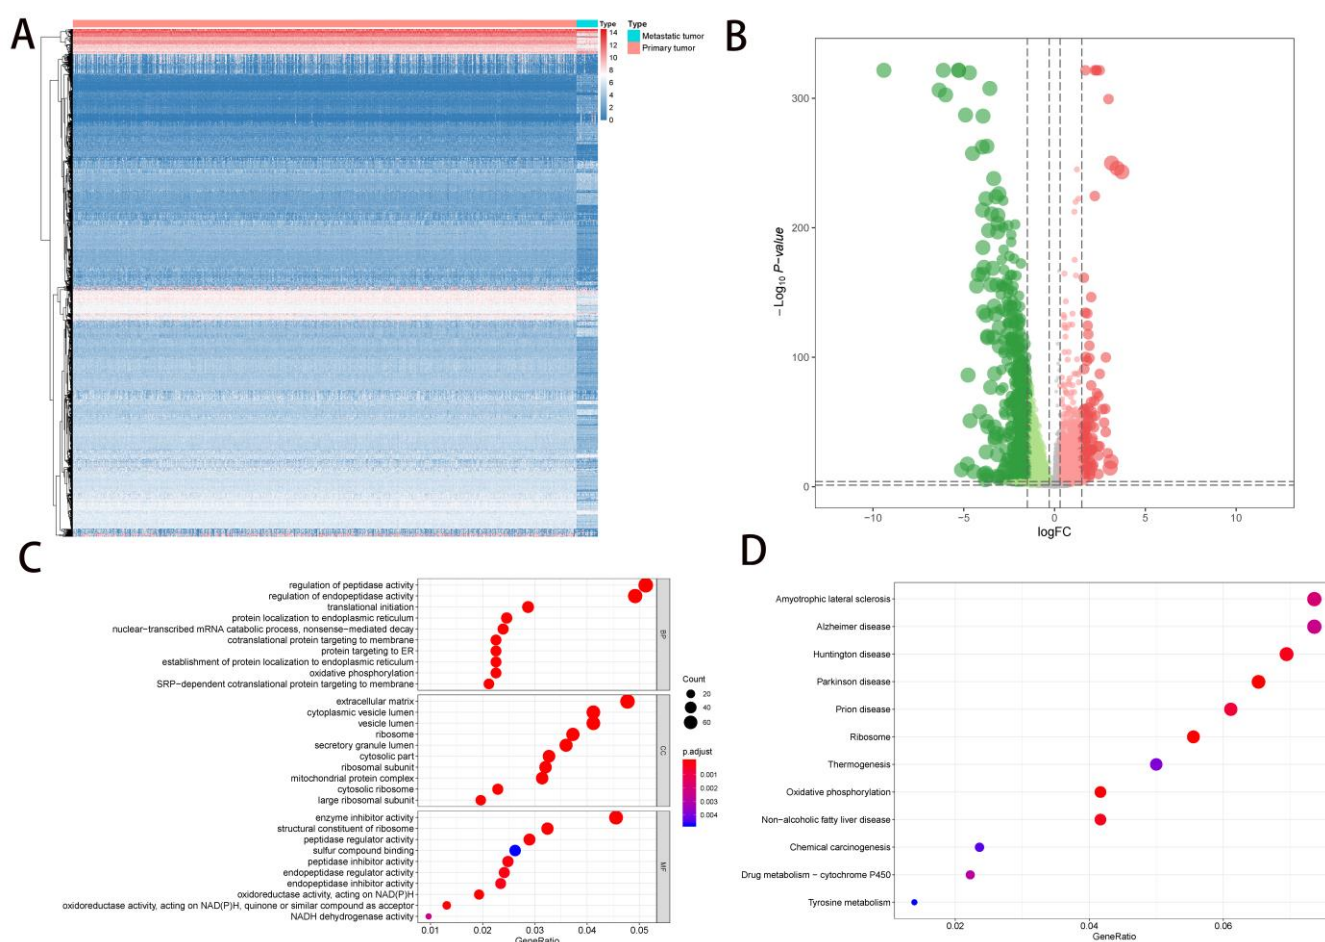 A
Type
14
12
10
8
6
4
2
0
Type
Metastatic tumor
Primary tumor
B
−Log10 P-value
300
200
100
0
−10
−5
0
5
10
logFC
C
regulation of peptidase activity
regulation of endopeptidase activity
translational initiation
protein localization to endoplasmic reticulum
nuclear-transcribed mRNA catabolic process, nonsense-mediated decay
cotranslational protein targeting to membrane
protein targeting to ER
establishment of protein localization to endoplasmic reticulum
oxidative phosphorylation
SRP-dependent cotranslational protein targeting to membrane
BP
extracellular matrix
cytoplasmic vesicle lumen
vesicle lumen
ribosome
secretory granule lumen
cytosolic part
ribosomal subunit
mitochondrial protein complex
cytosolic ribosome
large ribosomal subunit
CC
enzyme inhibitor activity
structural constituent of ribosome
peptidase regulator activity
sulfur compound binding
peptidase inhibitor activity
endopeptidase regulator activity
endopeptidase inhibitor activity
oxidoreductase activity, acting on NAD(P)H
oxidoreductase activity, acting on NAD(P)H, quinone or similar compound as acceptor
NADH dehydrogenase activity
MF
0.01
0.02
0.03
0.04
0.05
GeneRatio
Count
20
40
60
p.adjust
0.001
0.002
0.003
0.004
D
Amyotrophic lateral sclerosis
Alzheimer disease
Huntington disease
Parkinson disease
Prion disease
Ribosome
Thermogenesis
Oxidative phosphorylation
Non−alcoholic fatty liver disease
Chemical carcinogenesis
Drug metabolism − cytochrome P450
Tyrosine metabolism
0.02
0.04
0.06
GeneRatio